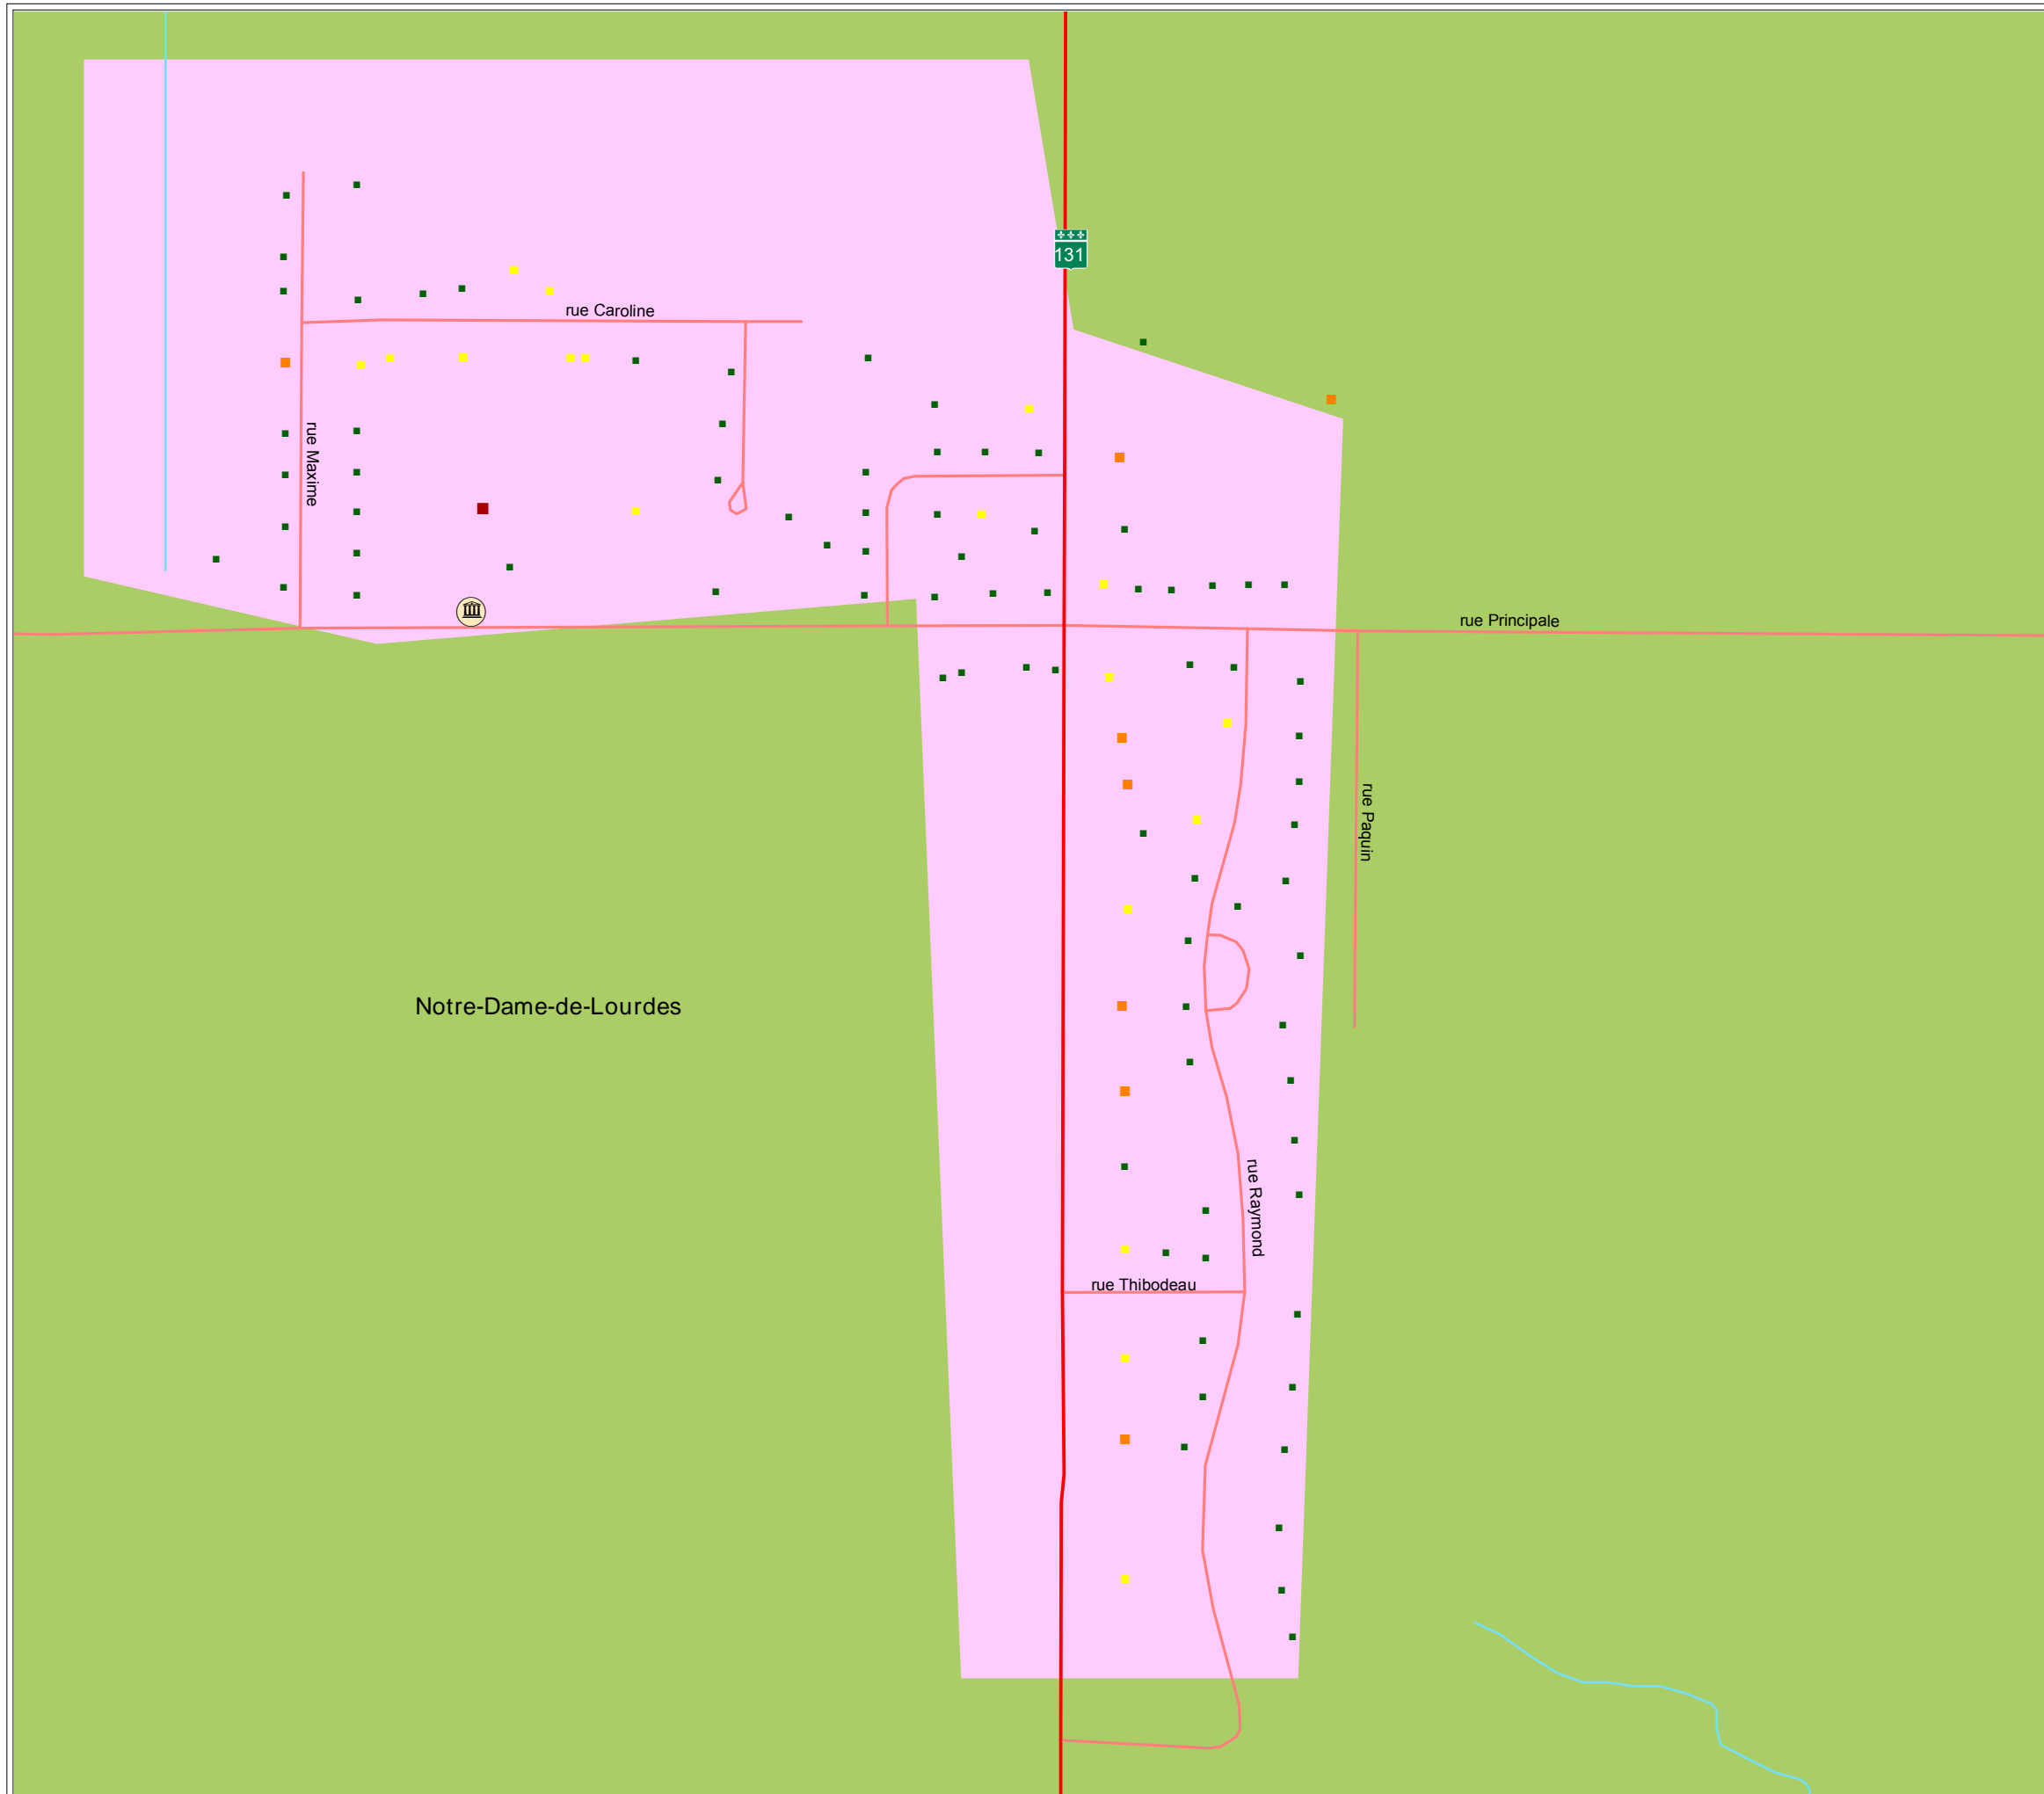 131
rue Caroline
rue Maxime
rue Principale
rue Paquin
Notre-Dame-de-Lourdes
rue Raymond
rue Thibodeau